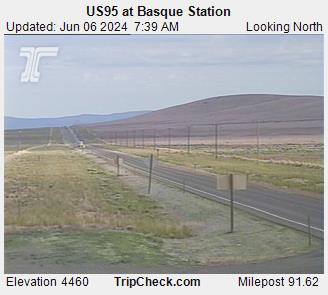 US95 at Basque Station
Updated: Jun 06 2024 7:39 AM Looking North
Elevation 4460 TripCheck.com Milepost 91.62